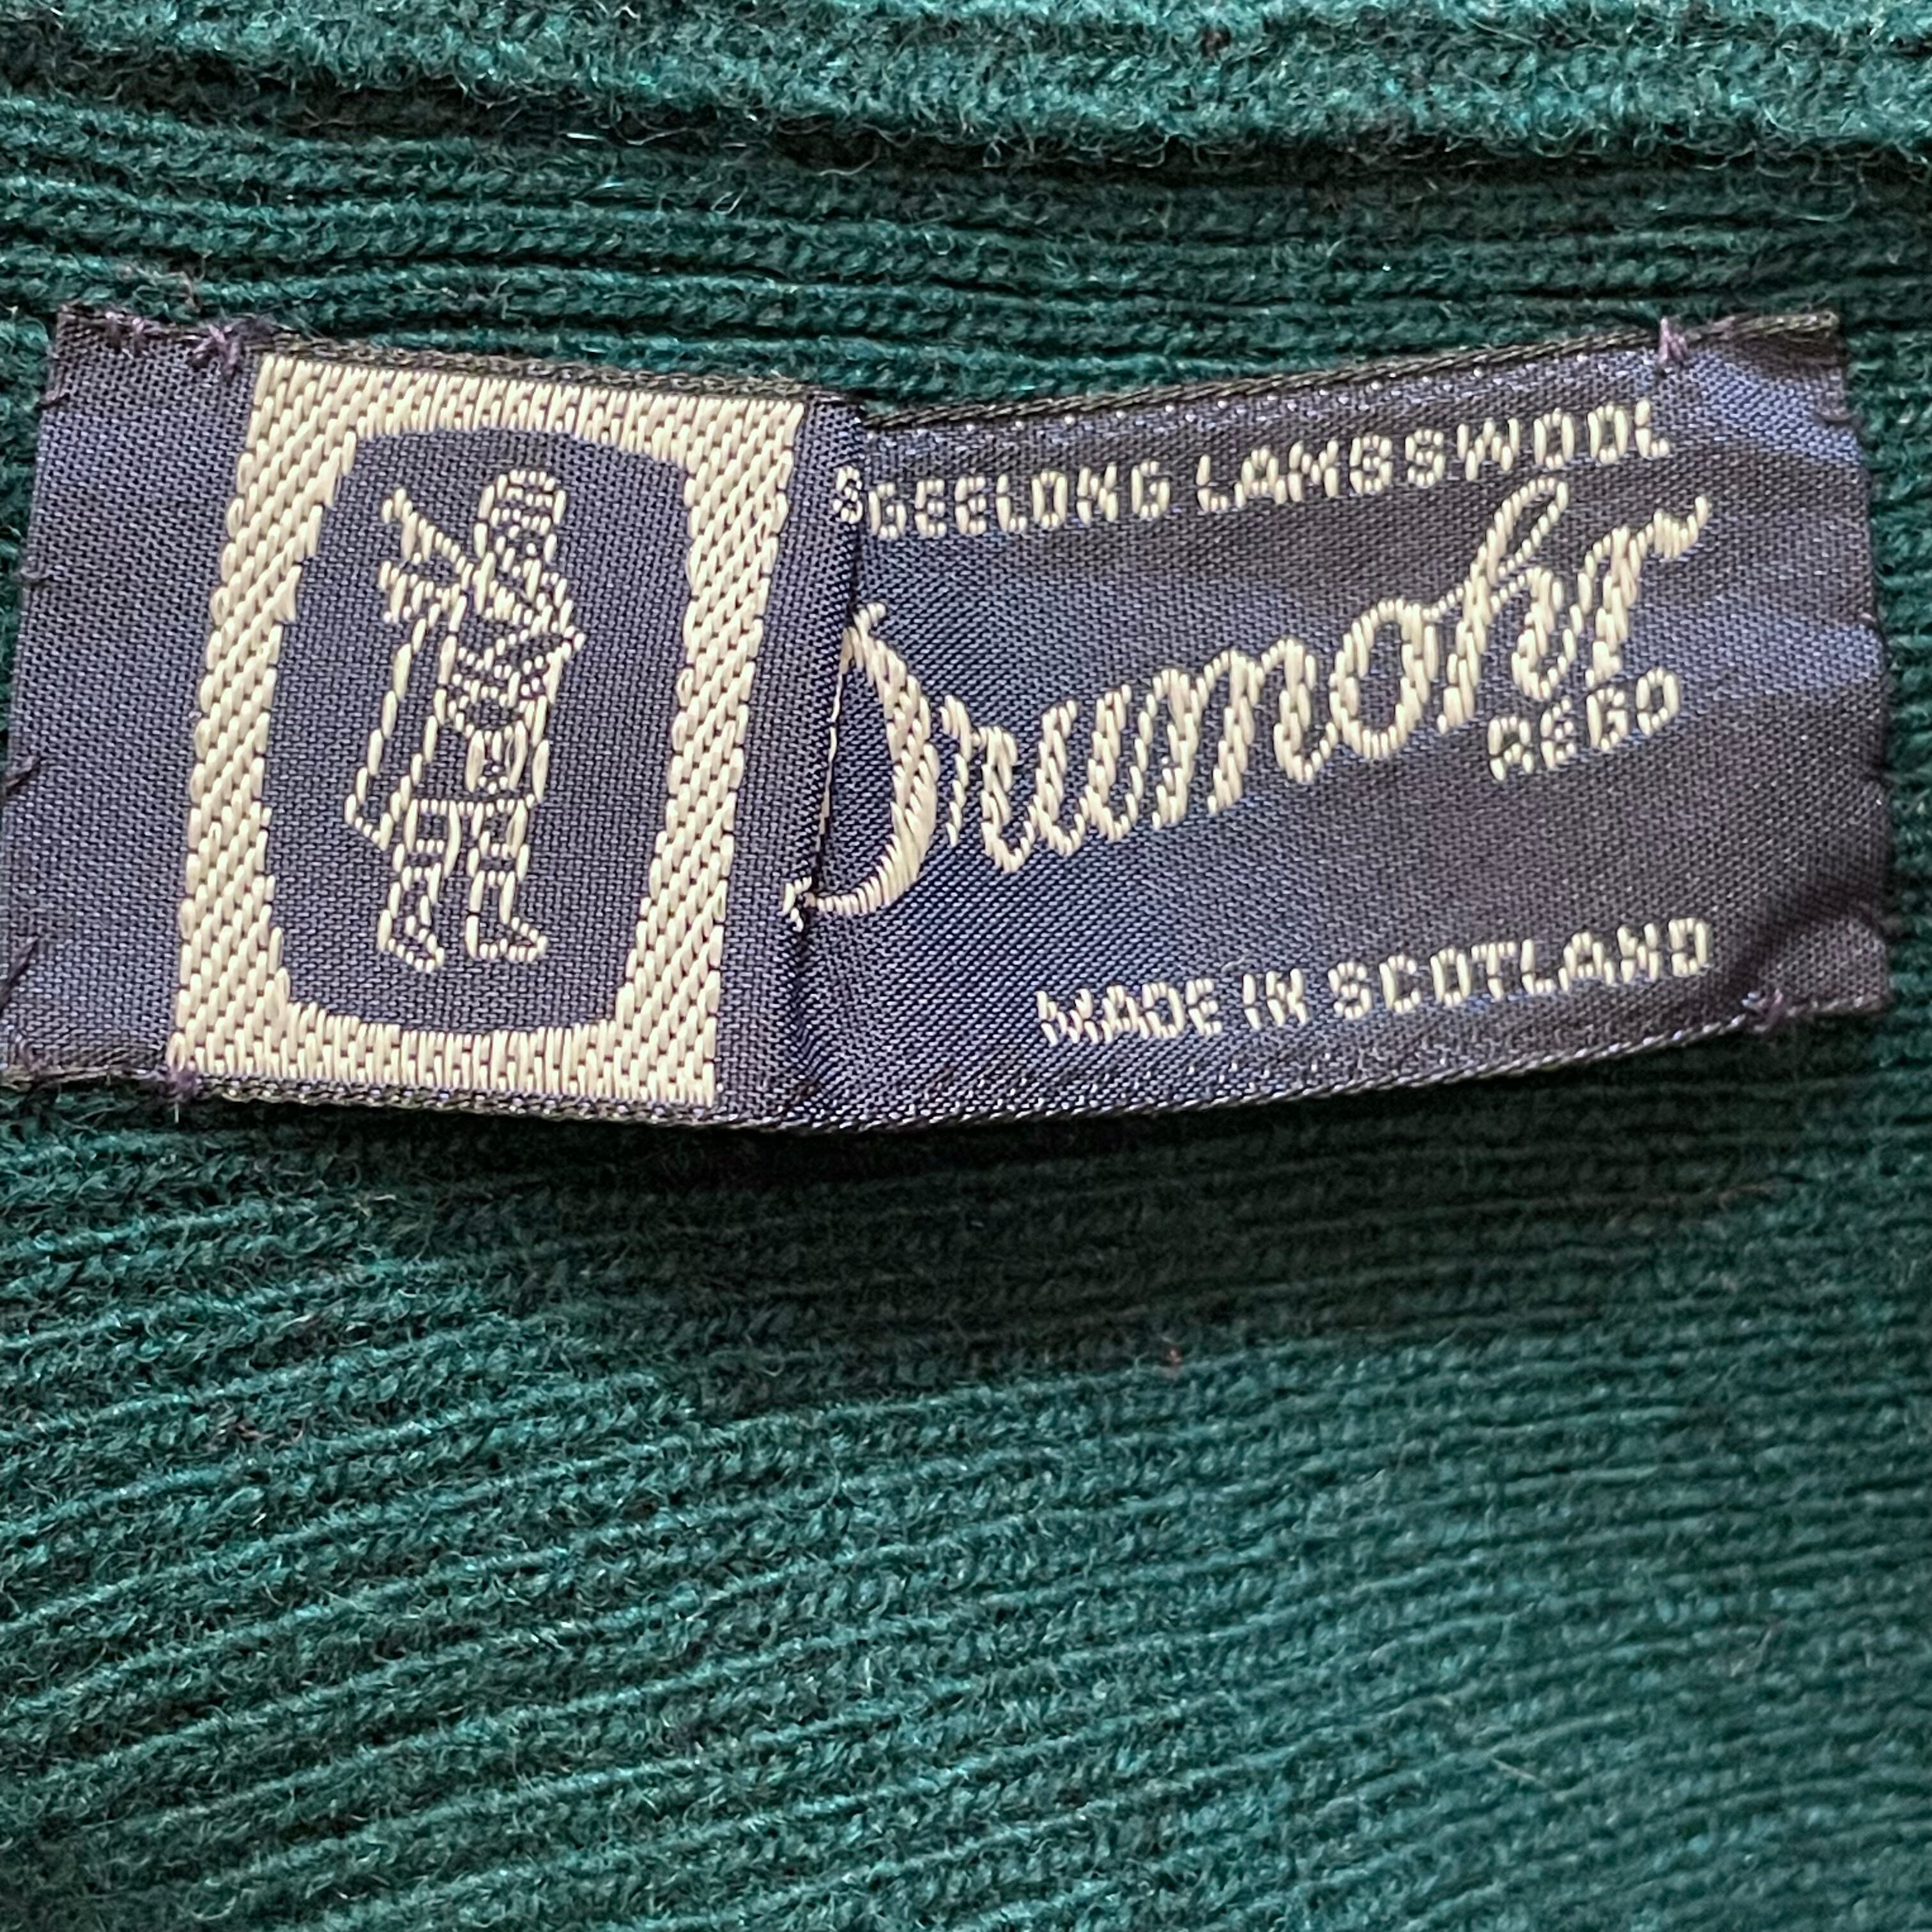 GEELONG LAMBSWOOL
Drumohr
REGD
MADE IN SCOTLAND